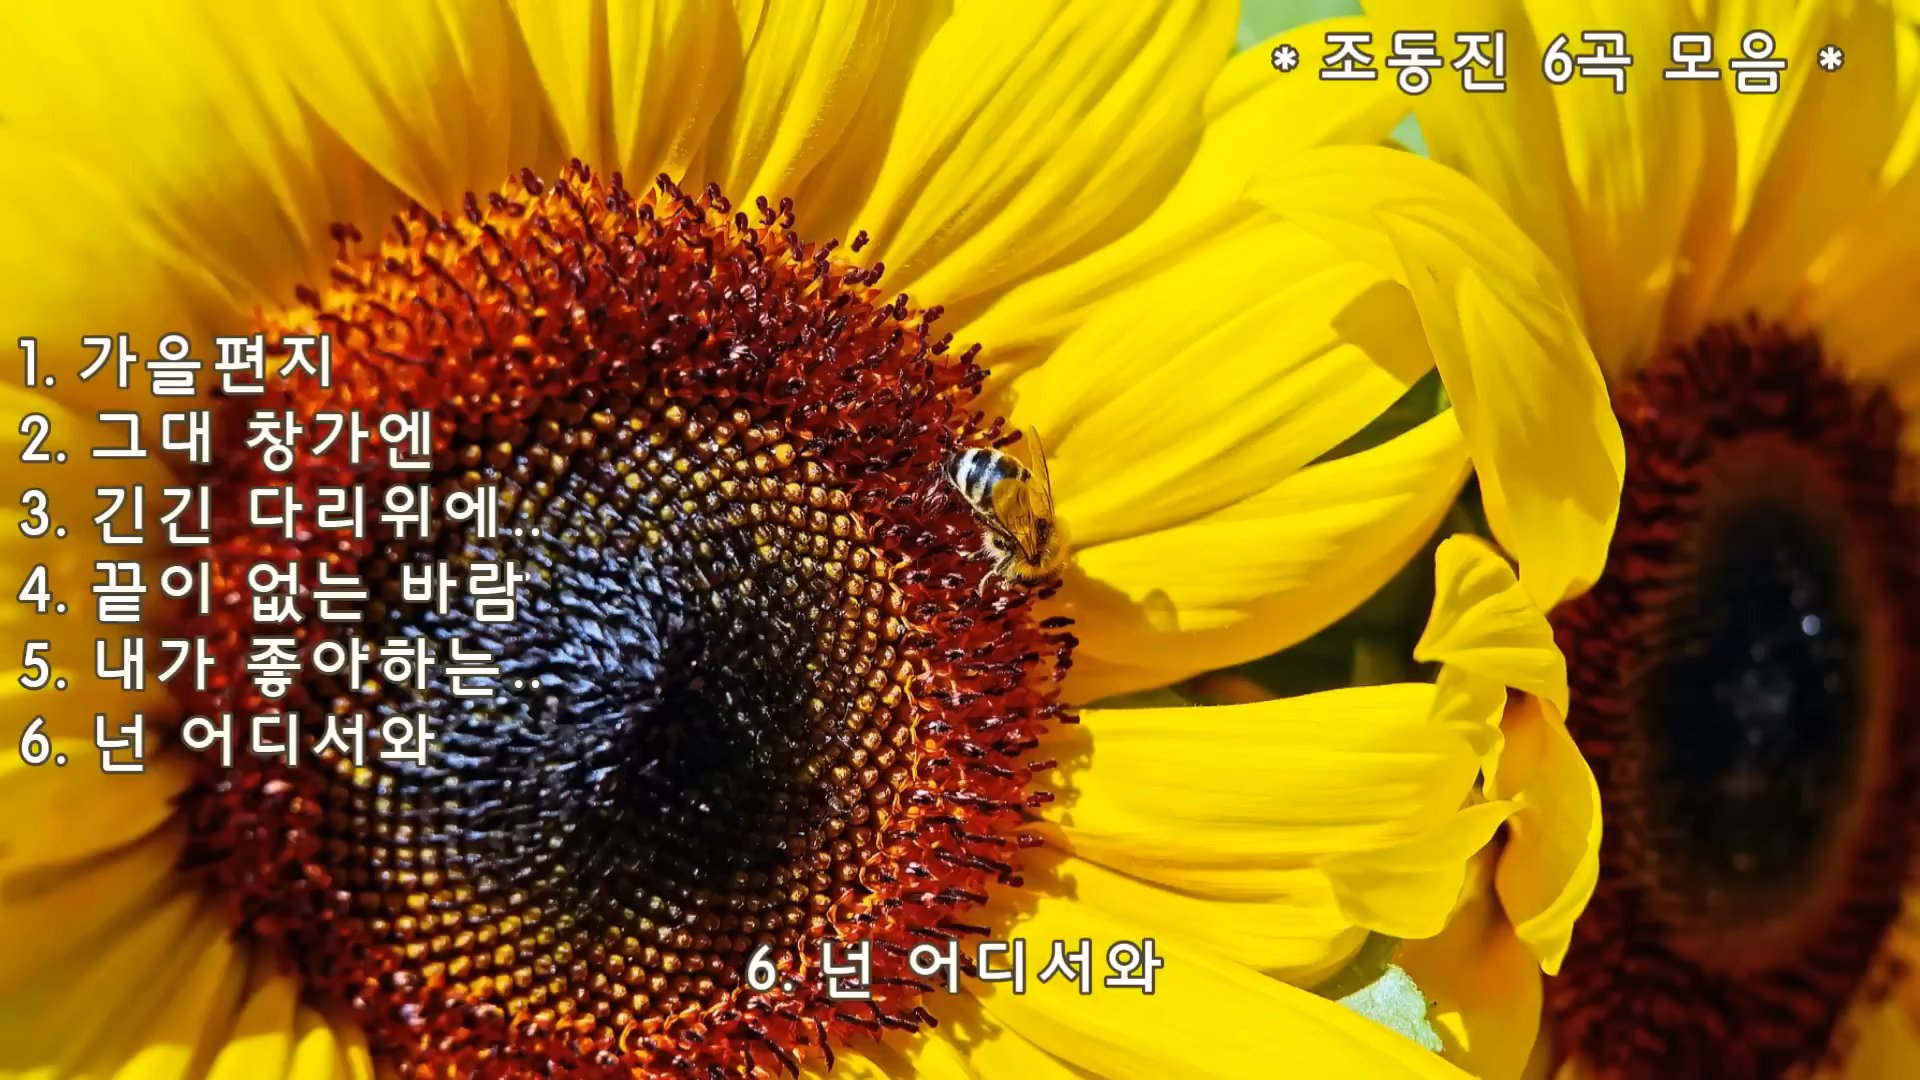 * 조동진 6곡 모음 *
1. 가을편지
2. 그대 창가엔
3. 긴긴 다리위에..
4. 끝이 없는 바람
5. 내가 좋아하는..
6. 넌 어디서와
6. 넌 어디서와